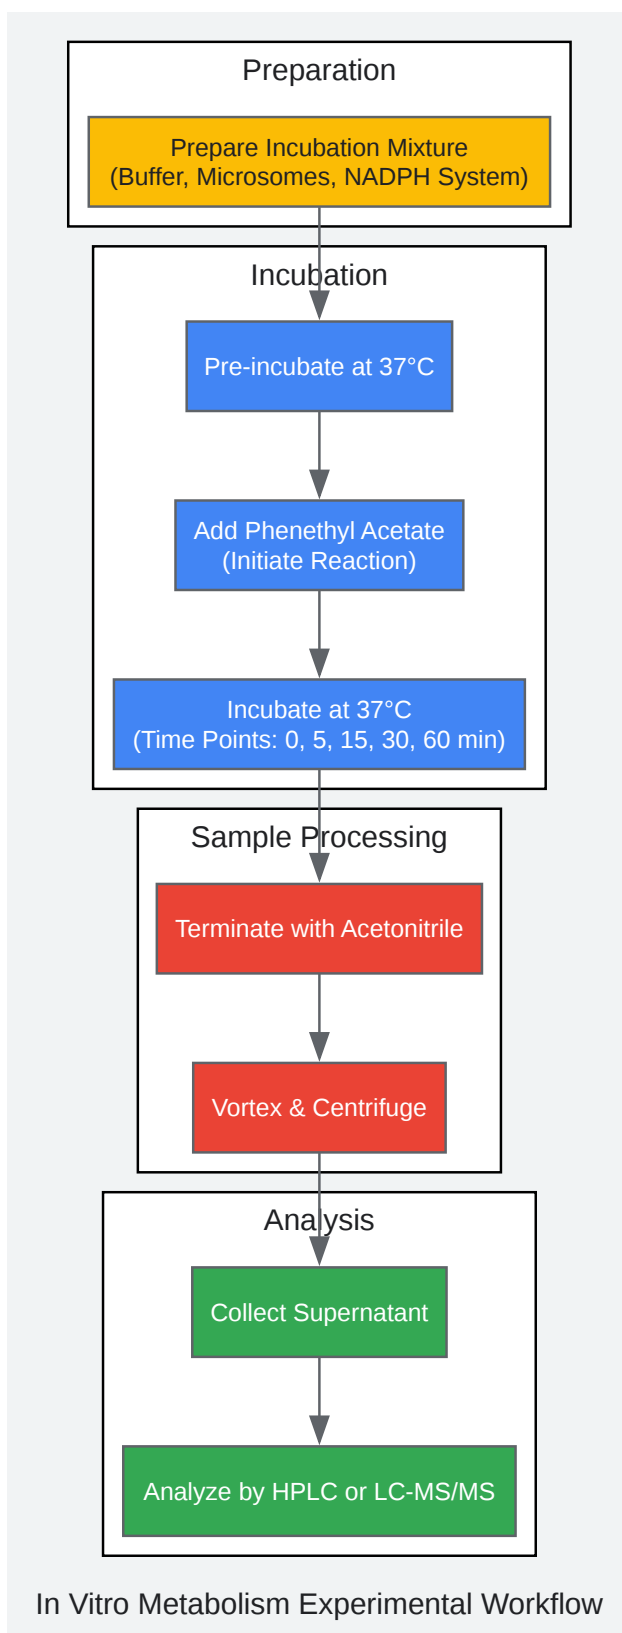 Preparation
Prepare Incubation Mixture
(Buffer, Microsomes, NADPH System)
Incubation
Pre-incubate at 37°C
Add Phenethyl Acetate
(Initiate Reaction)
Incubate at 37°C
(Time Points: 0, 5, 15, 30, 60 min)
Sample Processing
Terminate with Acetonitrile
Vortex & Centrifuge
Analysis
Collect Supernatant
Analyze by HPLC or LC-MS/MS
In Vitro Metabolism Experimental Workflow